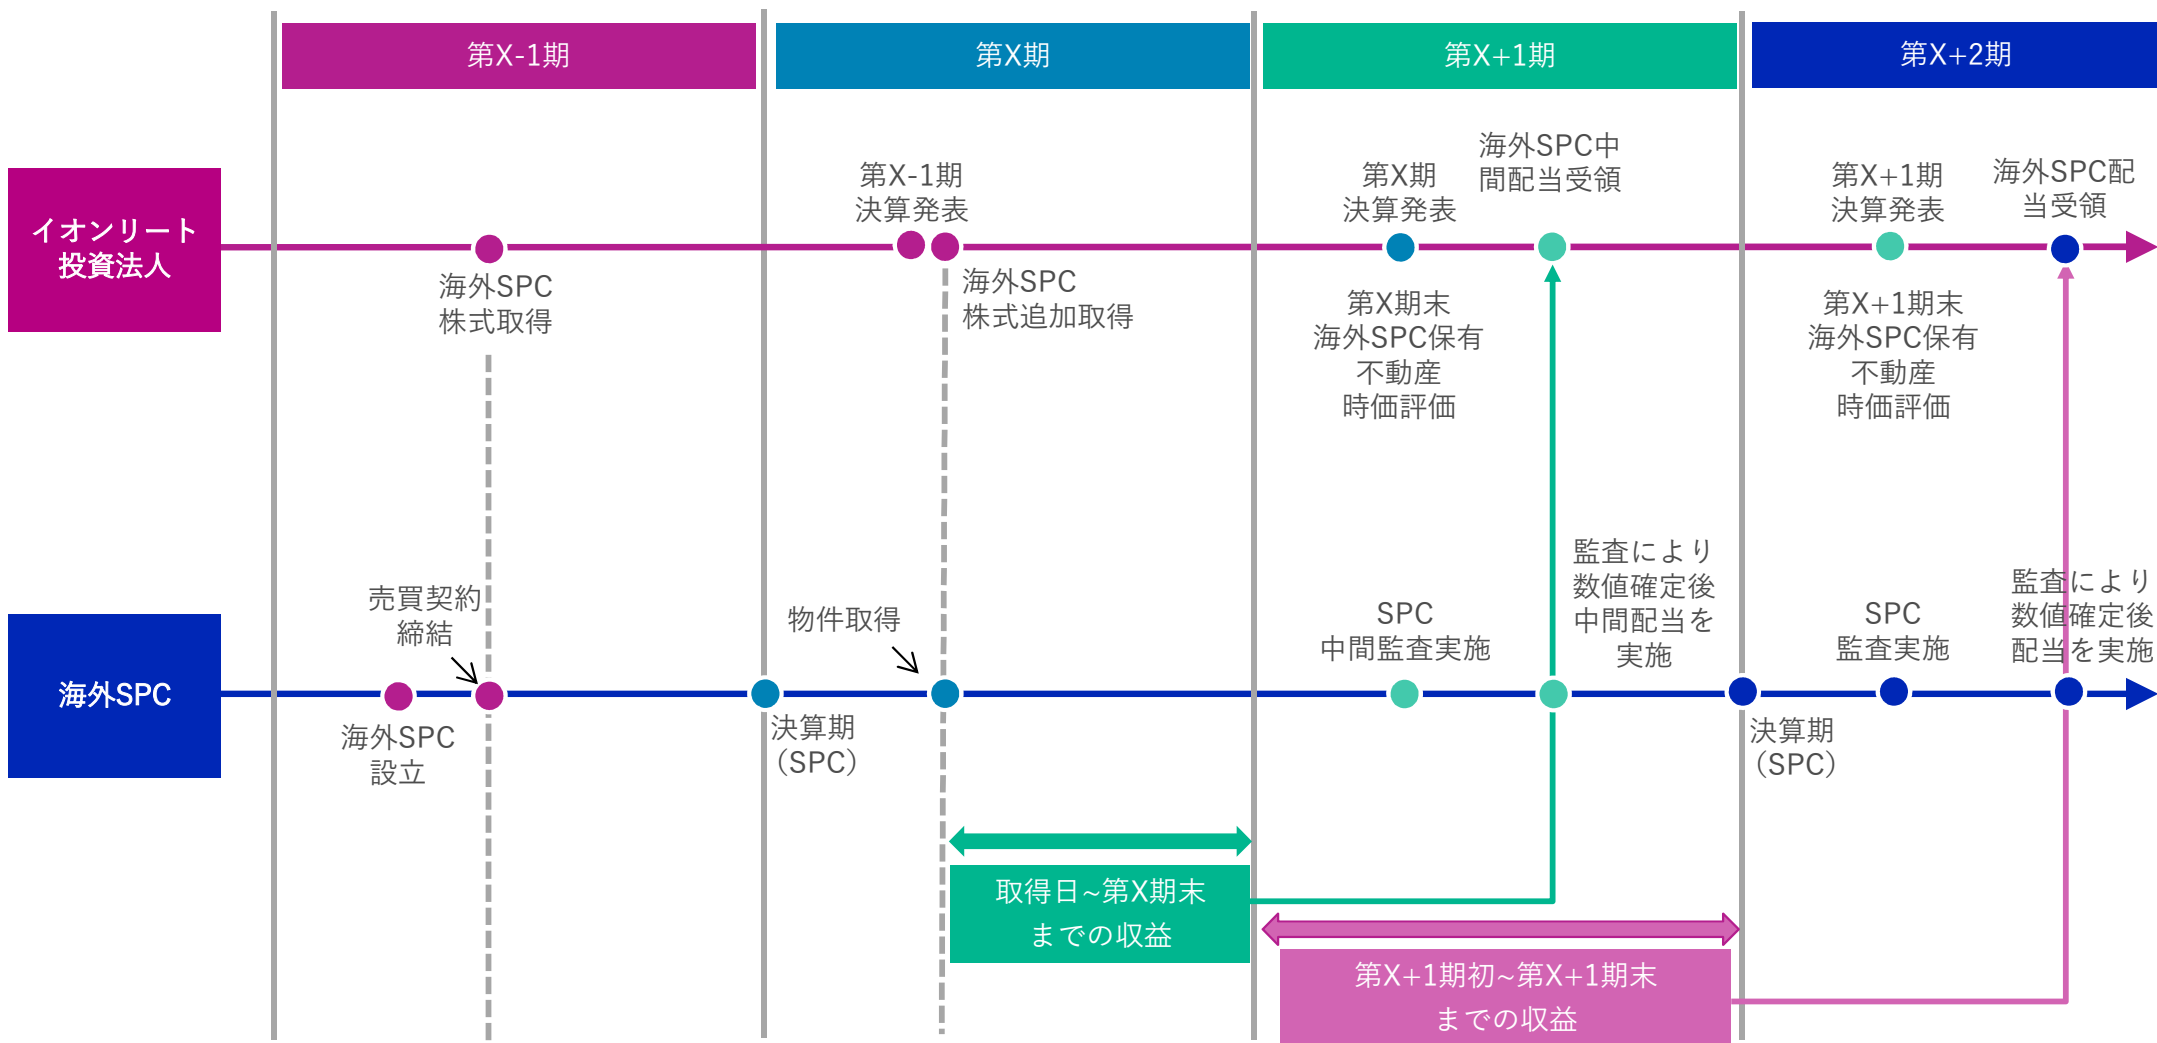 第X-1期
第X期
第X+1期
第X+2期
イオンリート
投資法人
海外SPC
株式取得
第X-1期
決算発表
海外SPC
株式追加取得
第X期
決算発表
第X期末
海外SPC保有
不動産
時価評価
海外SPC中
間配当受領
第X+1期
決算発表
第X+1期末
海外SPC保有
不動産
時価評価
海外SPC配
当受領
海外SPC
海外SPC
設立
売買契約
締結
決算期
（SPC）
物件取得
SPC
中間監査実施
監査により
数値確定後
中間配当を
実施
決算期
（SPC）
SPC
監査実施
監査により
数値確定後
配当を実施
取得日~第X期末
までの収益
第X+1期初~第X+1期末
までの収益